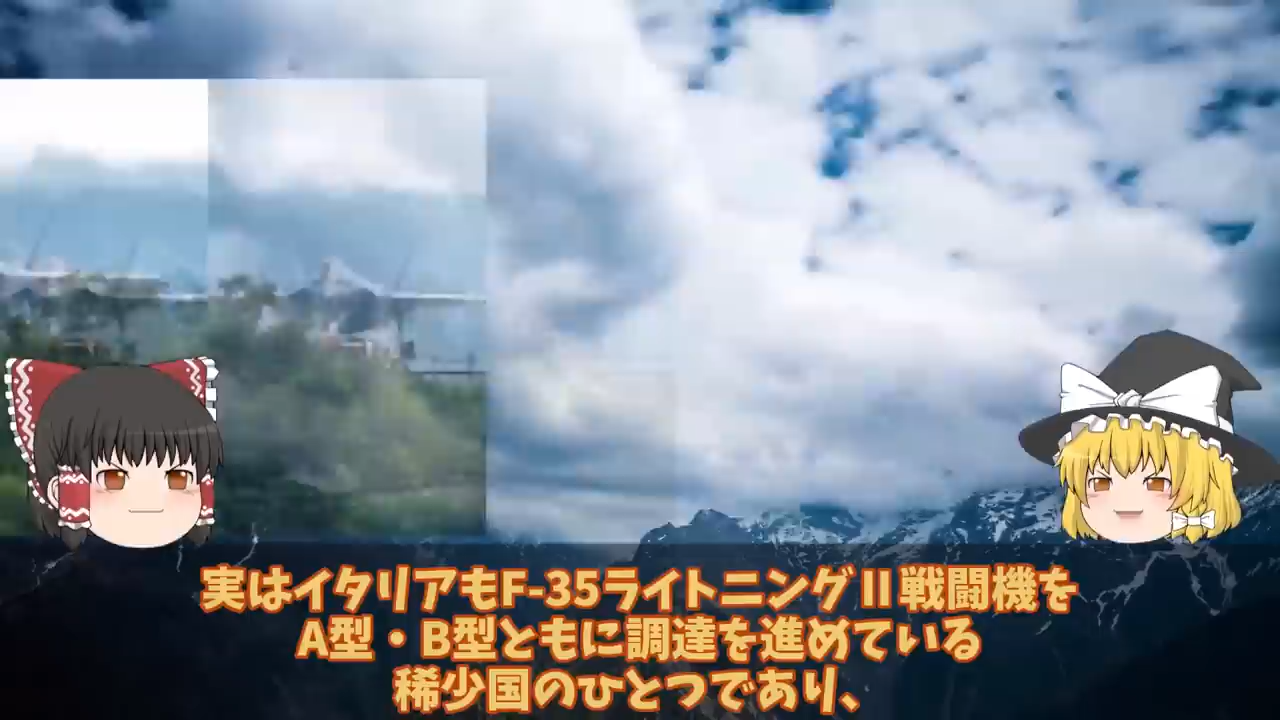 実はイタリアもF-35ライトニングⅡ戦闘機を
A型・B型ともに調達を進めている
稀少国のひとつであり、